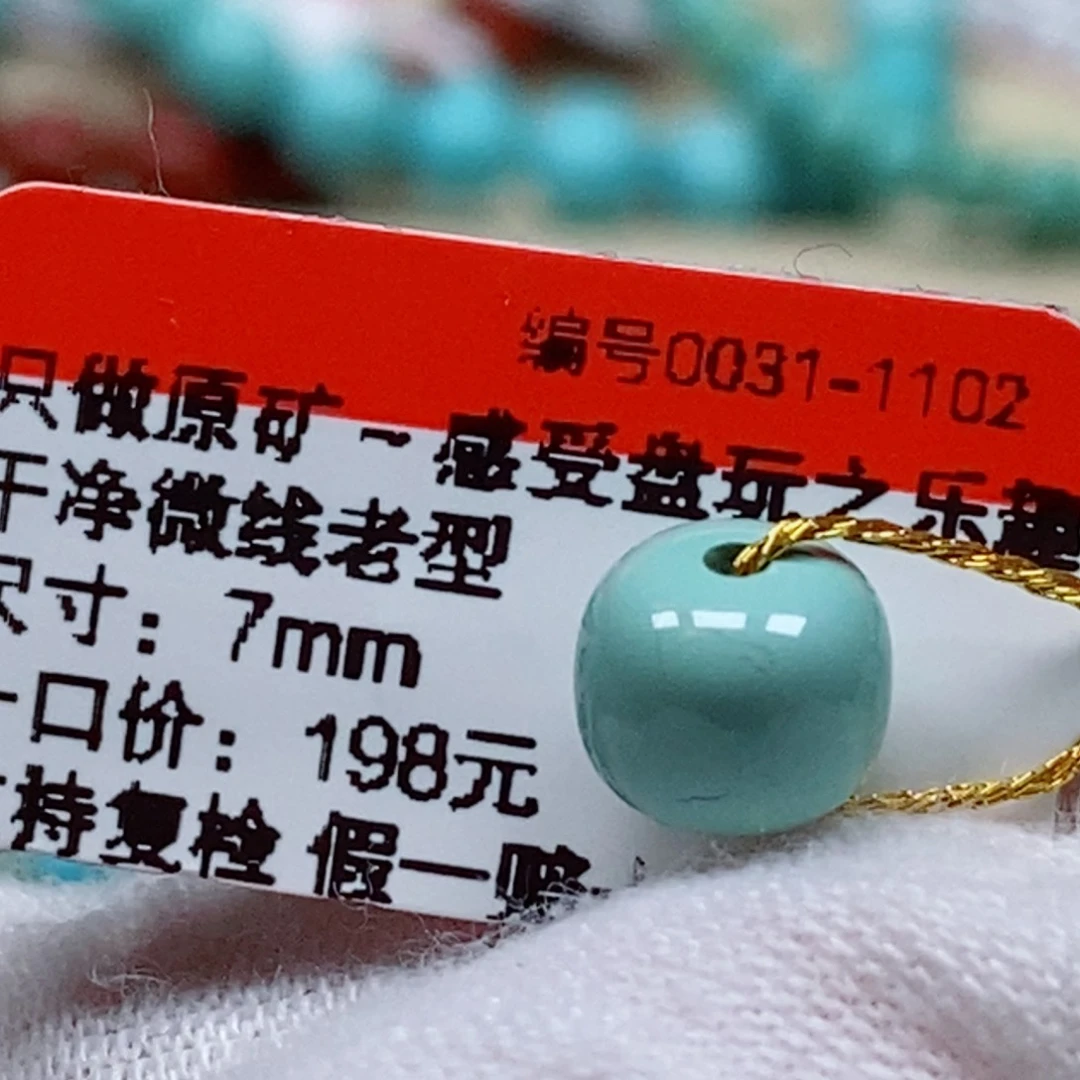 编号0031-1102
只做原矿~感受盘玩之乐趣
干净微线老型
尺寸：7mm
一口价：198元
支持复检 假一赔